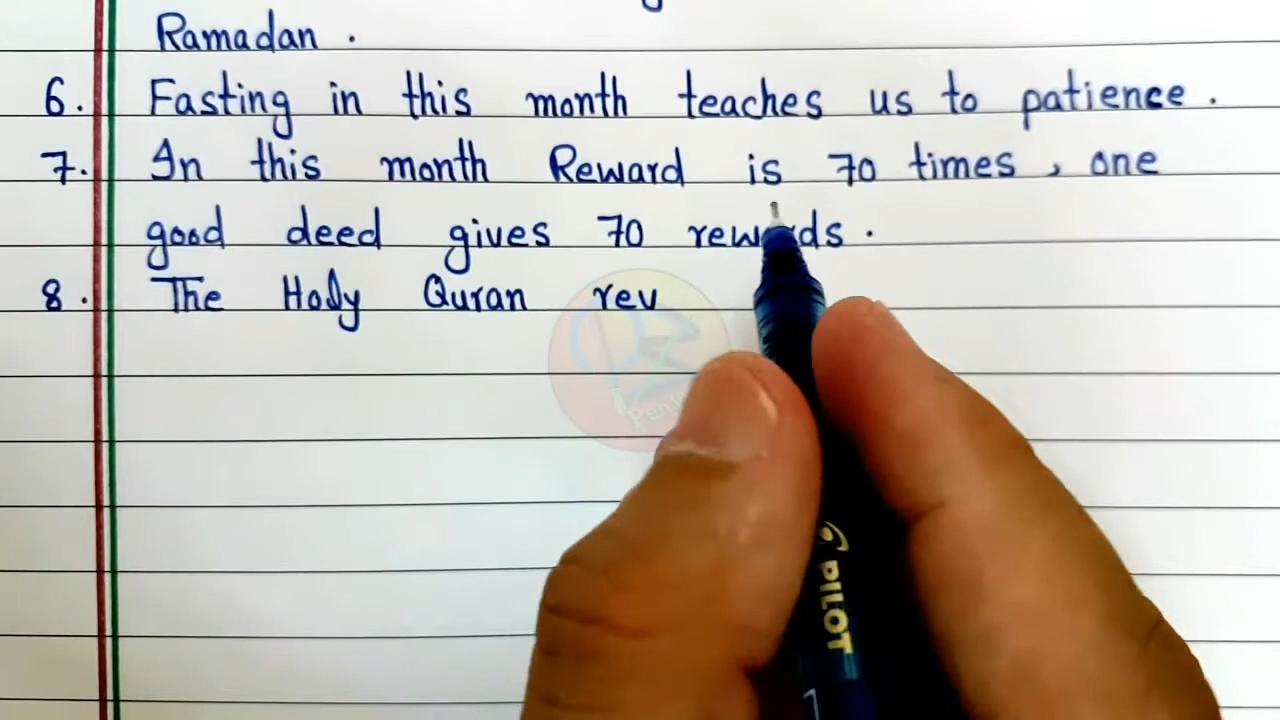 Ramadan .
6. Fasting in this month teaches us to patience .
7. In this month Reward is 70 times , one
good deed gives 70 rewards .
8. The Holy Quran rev
PILOT